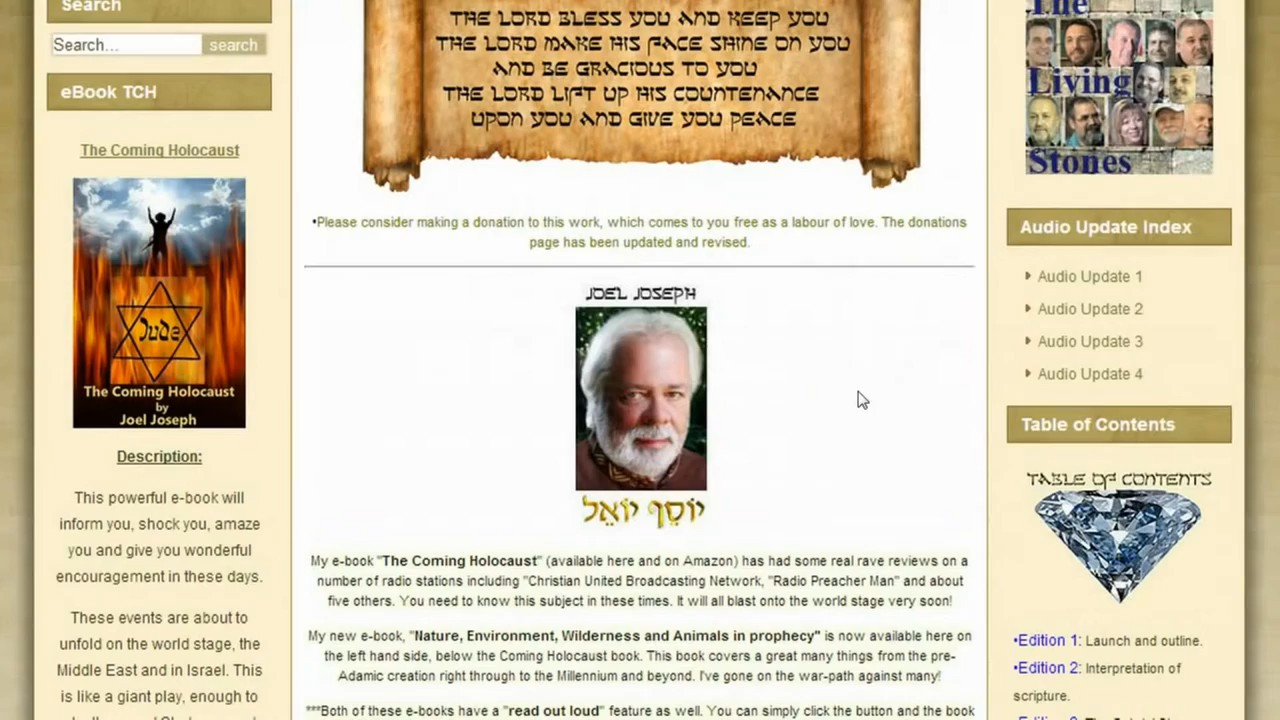 Search
Search...
search
eBook TCH
The Coming Holocaust
Jude
The Coming Holocaust
by
Joel Joseph
Description:
This powerful e-book will
inform you, shock you, amaze
you and give you wonderful
encouragement in these days.
These events are about to
unfold on the world stage, the
Middle East and in Israel. This
is like a giant play, enough to
THE LORD BLESS YOU AND KEEP YOU
THE LORD MAKE HIS FACE SHINE ON YOU
AND BE GRACIOUS TO YOU
THE LORD LIFT UP HIS COUNTENANCE
UPON YOU AND GIVE YOU PEACE
•Please consider making a donation to this work, which comes to you free as a labour of love. The donations
page has been updated and revised.
JOEL JOSEPH
יוֹסֵף יוֹאֵל
My e-book "The Coming Holocaust" (available here and on Amazon) has had some real rave reviews on a
number of radio stations including "Christian United Broadcasting Network, "Radio Preacher Man" and about
five others. You need to know this subject in these times. It will all blast onto the world stage very soon!
My new e-book, "Nature, Environment, Wilderness and Animals in prophecy" is now available here on
the left hand side, below the Coming Holocaust book. This book covers a great many things from the pre-
Adamic creation right through to the Millennium and beyond. I've gone on the war-path against many!
***Both of these e-books have a "read out loud" feature as well. You can simply click the button and the book
The
Living
Stones
Audio Update Index
Audio Update 1
Audio Update 2
Audio Update 3
Audio Update 4
Table of Contents
TABLE OF CONTENTS
•Edition 1: Launch and outline.
•Edition 2: Interpretation of
scripture.